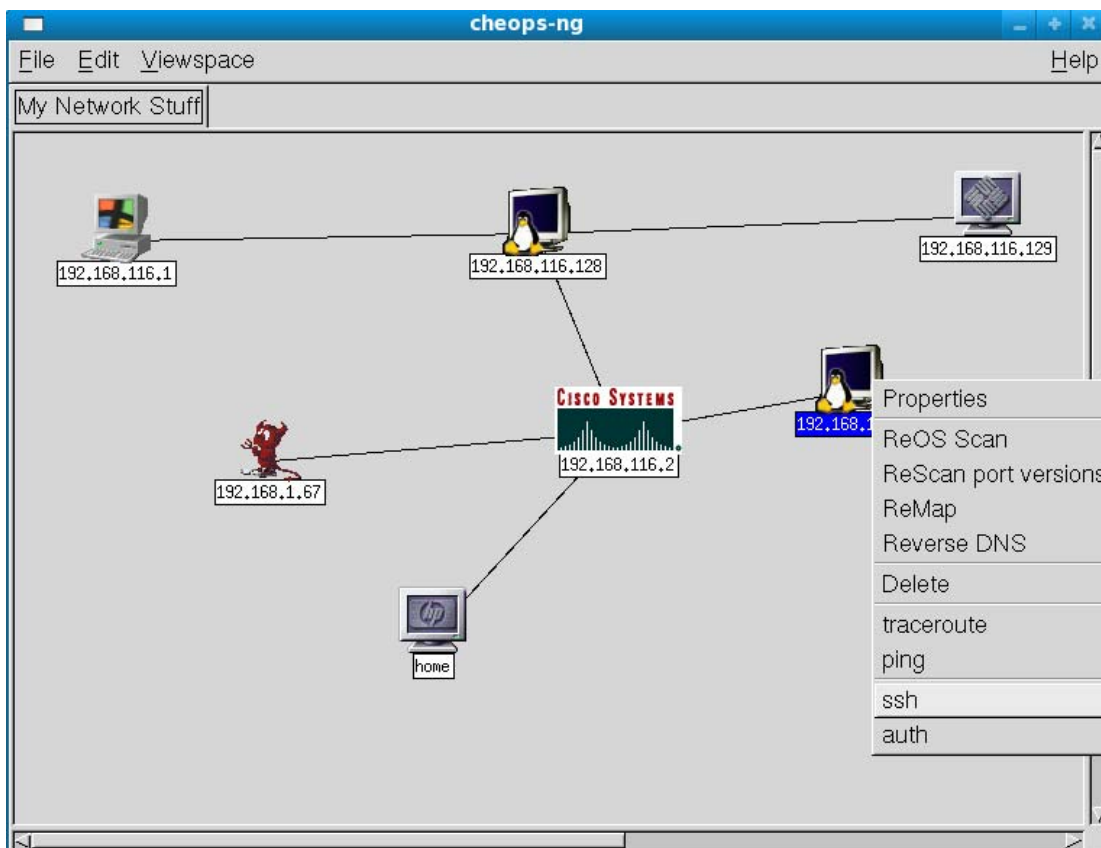 cheops-ng
File Edit Viewspace Help
My Network Stuff
192.168.116.1
192.168.116.128
192.168.116.129
CISCO SYSTEMS
192.168.116.2
192.168.1.67
hp
home
Properties
ReOS Scan
ReScan port versions
ReMap
Reverse DNS
Delete
traceroute
ping
ssh
auth